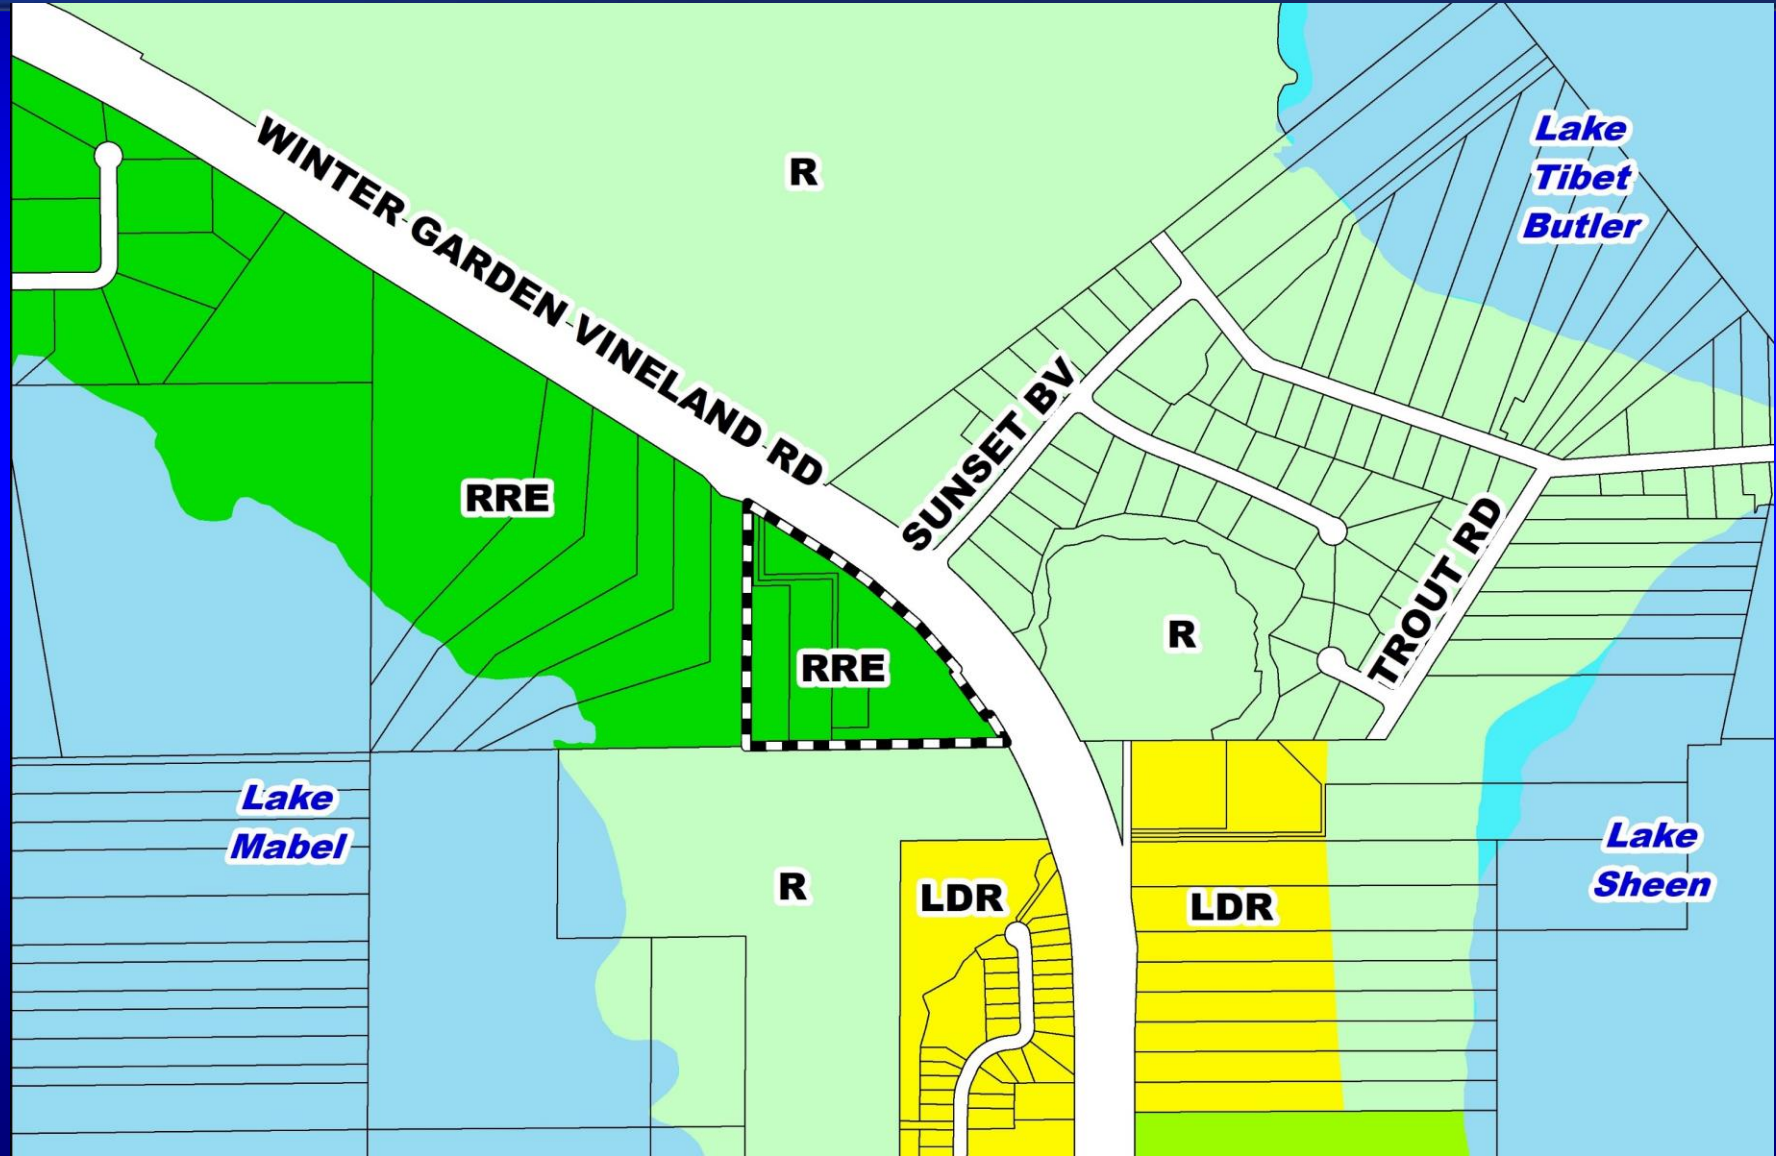 R
WINTER GARDEN VINELAND RD
Lake
Tibet
Butler
SUNSET BV
RRE
TROUT RD
R
RRE
Lake
Mabel
R
LDR
LDR
Lake
Sheen